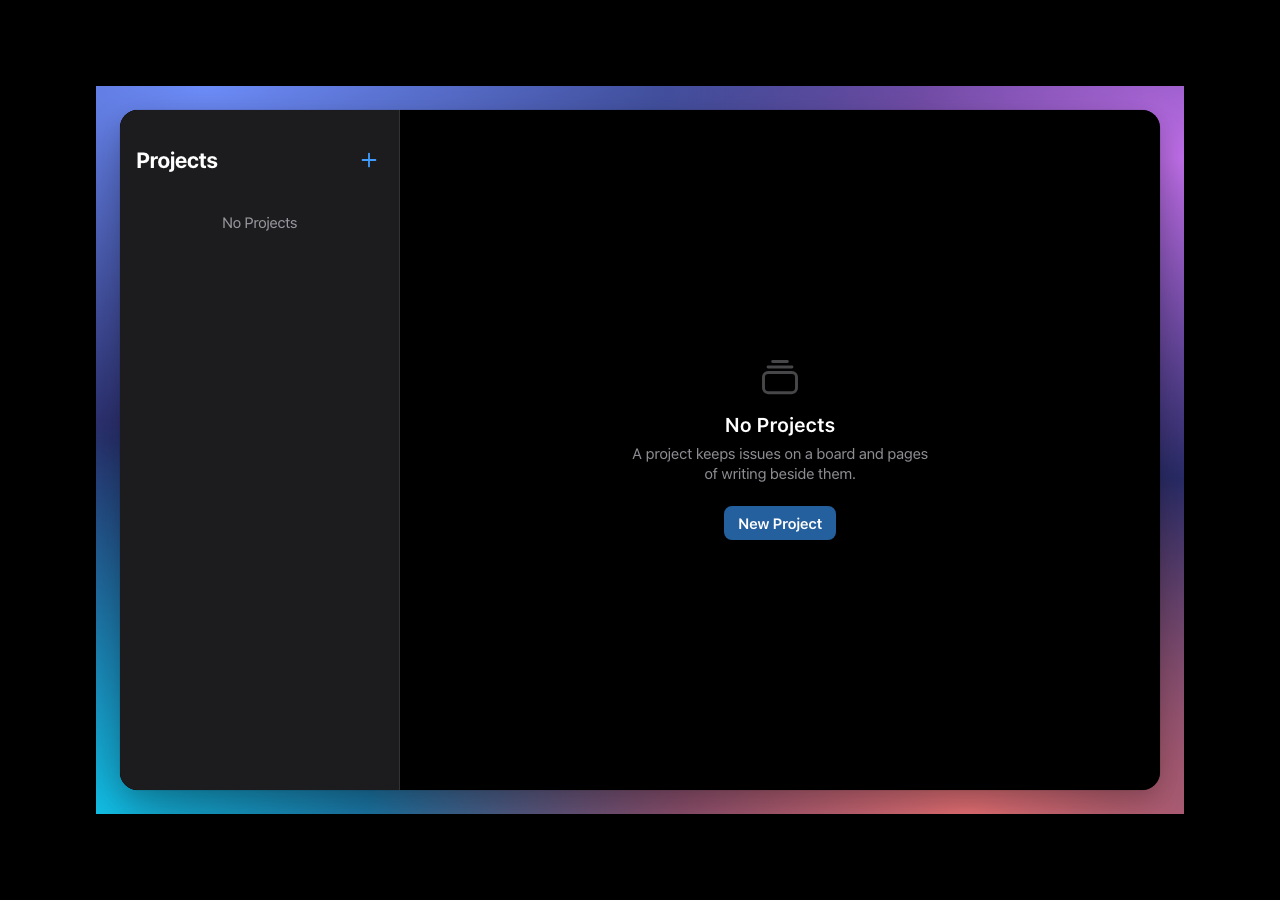 Projects
No Projects
No Projects
A project keeps issues on a board and pages
of writing beside them.
New Project